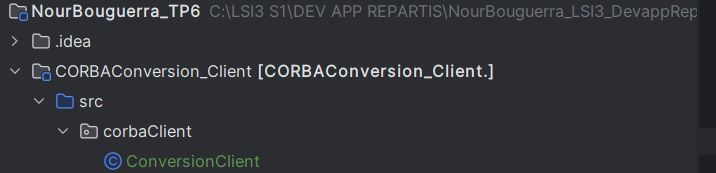 NourBouguerra_TP6 C:\LSI3 S1\DEV APP REPARTIS\NourBouguerra_LSI3_DevappRep
.idea
CORBAConversion_Client [CORBAConversion_Client.]
src
corbaClient
ConversionClient